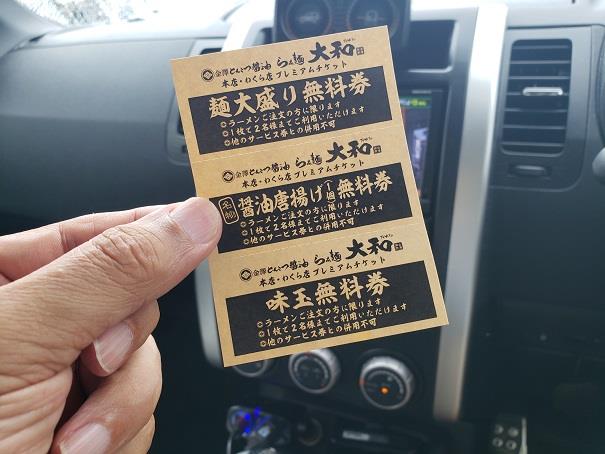 金澤とんこつ醤油 らぁ麺 大和
本店・わくら店プレミアムチケット
麺大盛り無料券
◎ラーメンご注文の方に限ります
◎1枚で2名様までご利用いただけます
◎他のサービス券との併用不可
金澤とんこつ醤油 らぁ麺 大和
本店・わくら店プレミアムチケット
名物 醤油唐揚げ(1個)無料券
◎ラーメンご注文の方に限ります
◎1枚で2名様までご利用いただけます
◎他のサービス券との併用不可
金澤とんこつ醤油 らぁ麺 大和
本店・わくら店プレミアムチケット
味玉無料券
◎ラーメンご注文の方に限ります
◎1枚で2名様までご利用いただけます
◎他のサービス券との併用不可